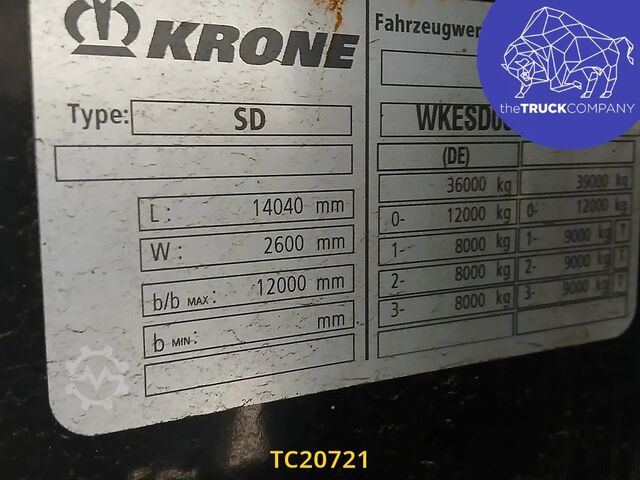 KRONE
Type: SD
L: 14040 mm
W: 2600 mm
b/b MAX: 12000 mm
b MIN: mm
Fahrzeugwer
WKESD0
(DE)
36000 kg 39000 kg
0- 12000 kg 0- 12000 kg
1- 8000 kg 1- 9000 kg T
2- 8000 kg 2- 9000 kg T
3- 8000 kg 3- 9000 kg T
theTRUCKCOMPANY
TC20721